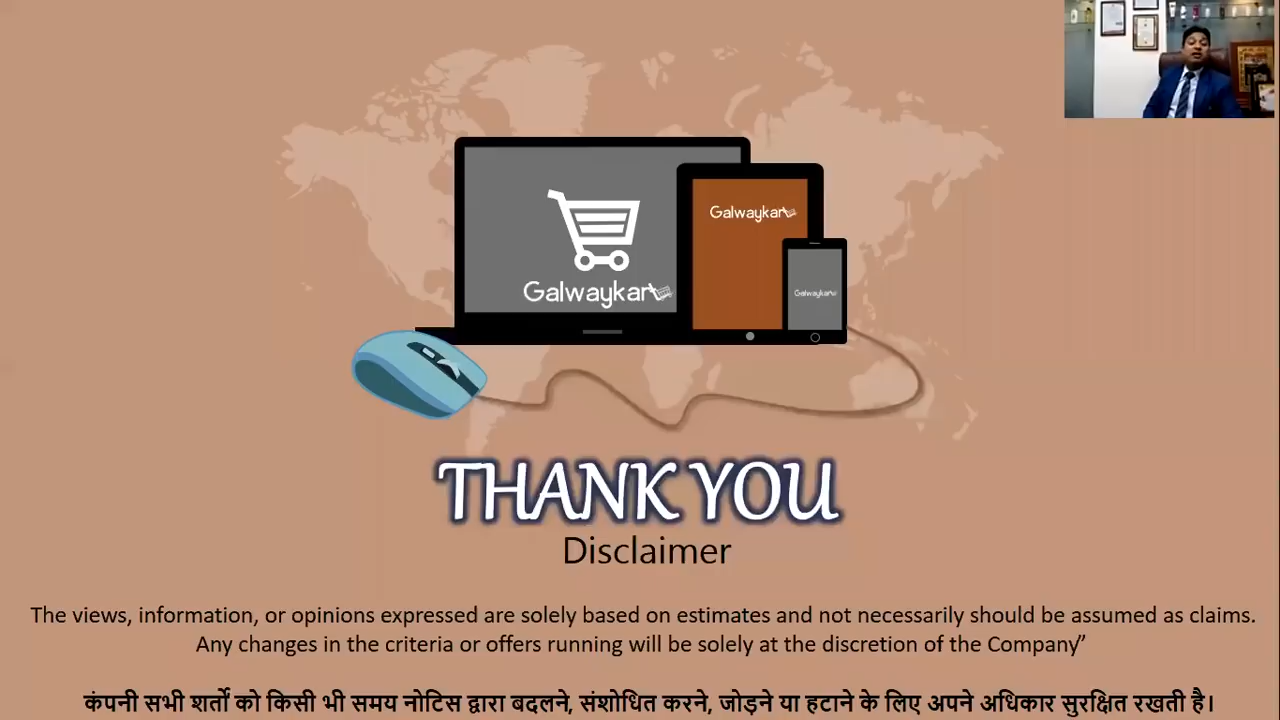 Galwaykart
Galwaykart
Galwaykart
THANK YOU
Disclaimer
The views, information, or opinions expressed are solely based on estimates and not necessarily should be assumed as claims.
Any changes in the criteria or offers running will be solely at the discretion of the Company”
कंपनी सभी शर्तों को किसी भी समय नोटिस द्वारा बदलने, संशोधित करने, जोड़ने या हटाने के लिए अपने अधिकार सुरक्षित रखती है।